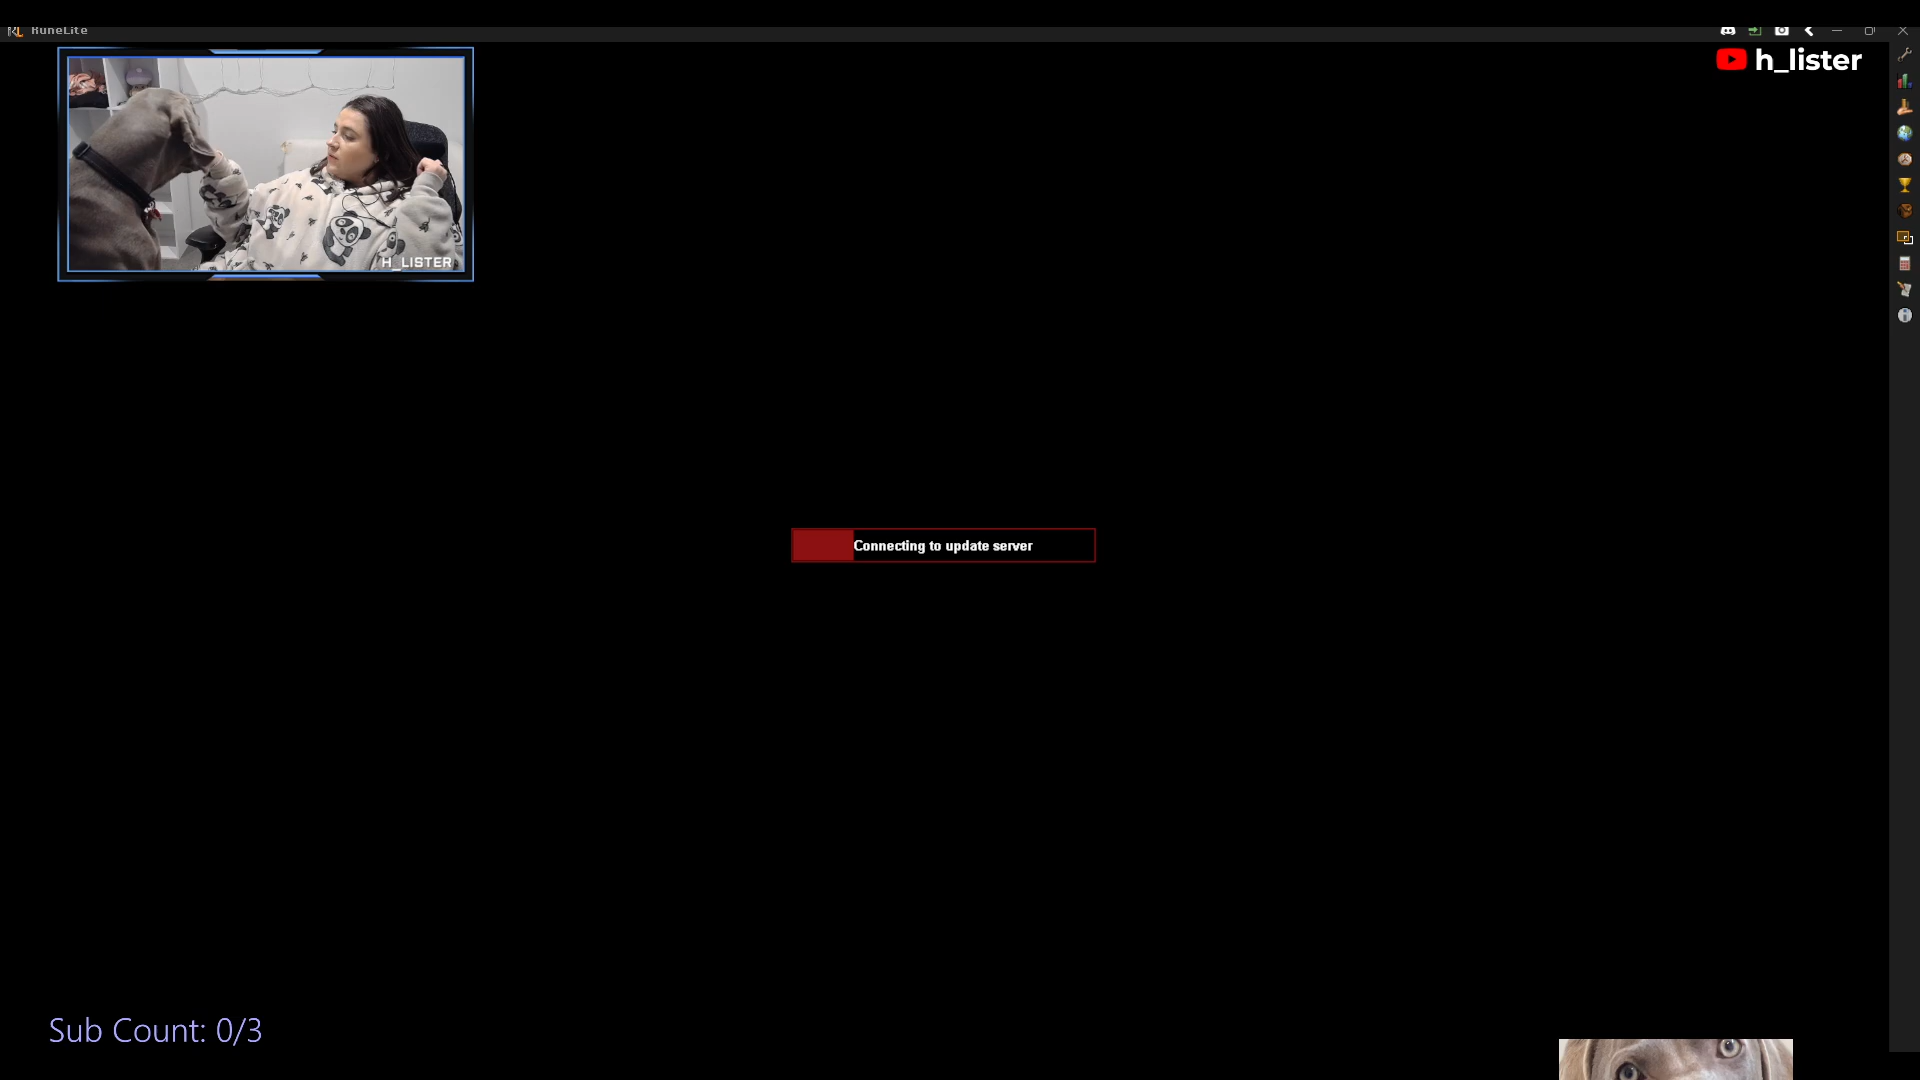 RuneLite
h_lister
H_LISTER
Connecting to update server
Sub Count: 0/3